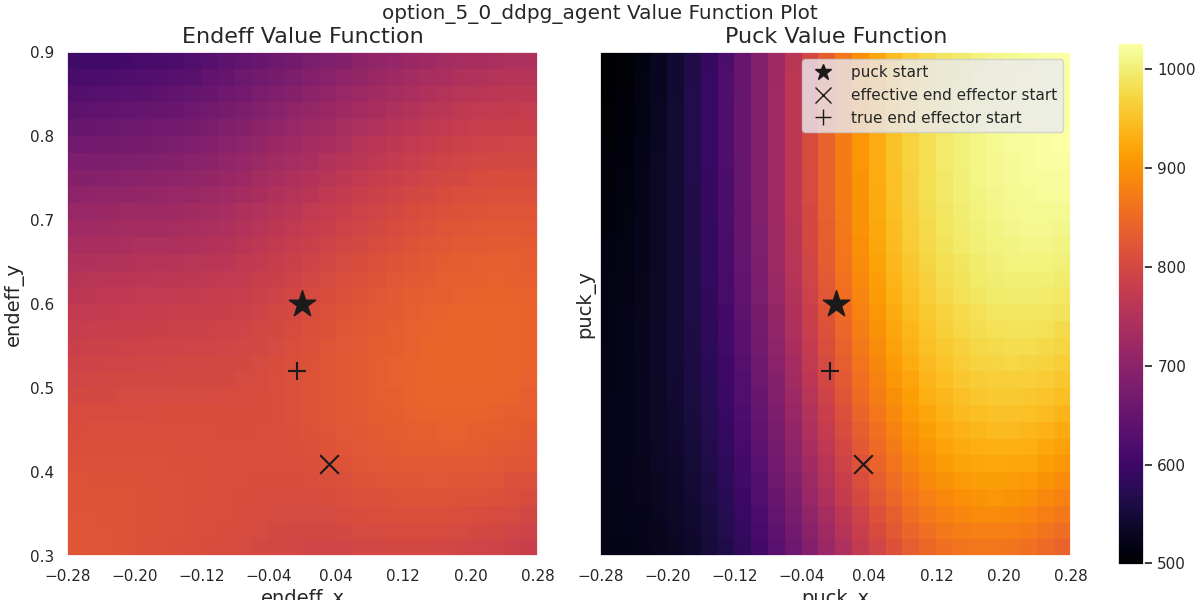 option_5_0_ddpg_agent Value Function Plot
Endeff Value Function
Puck Value Function
puck start
effective end effector start
true end effector start
endeff_y
0.9
0.8
0.7
0.6
0.5
0.4
0.3
−0.28 −0.20 −0.12 −0.04 0.04 0.12 0.20 0.28
endeff_x
puck_y
−0.28 −0.20 −0.12 −0.04 0.04 0.12 0.20 0.28
puck_x
1000
900
800
700
600
500